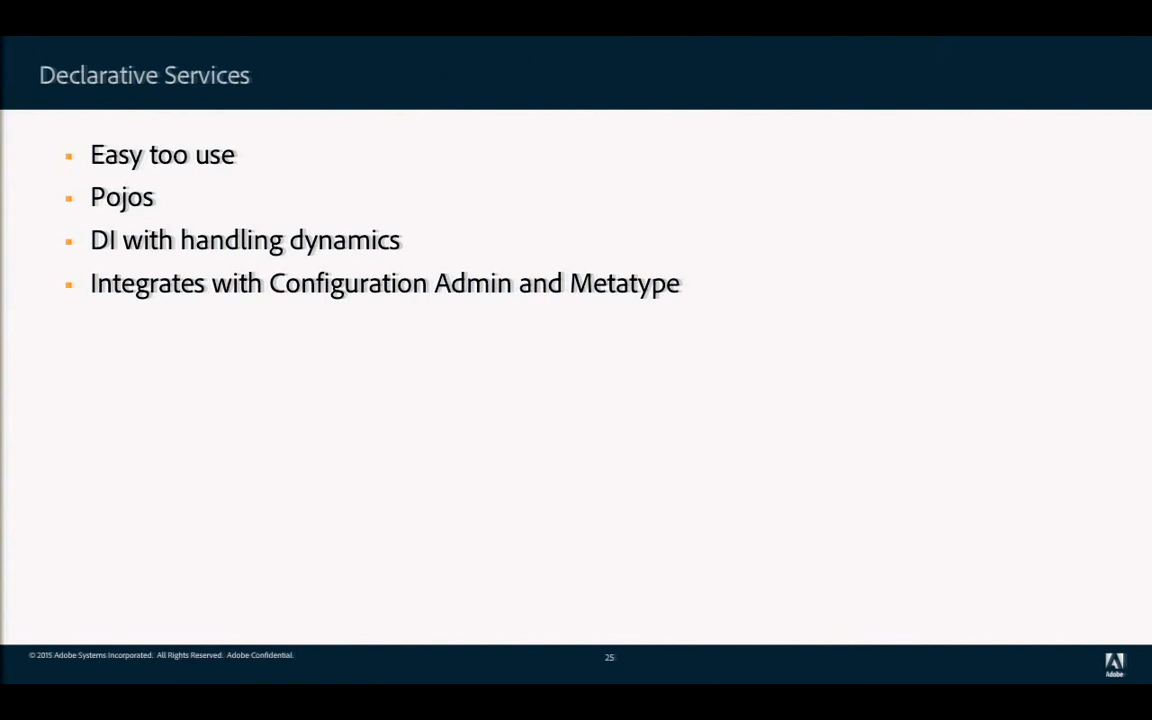 Declarative Services
Easy too use
Pojos
DI with handling dynamics
Integrates with Configuration Admin and Metatype
© 2015 Adobe Systems Incorporated. All Rights Reserved. Adobe Confidential.
25
Adobe